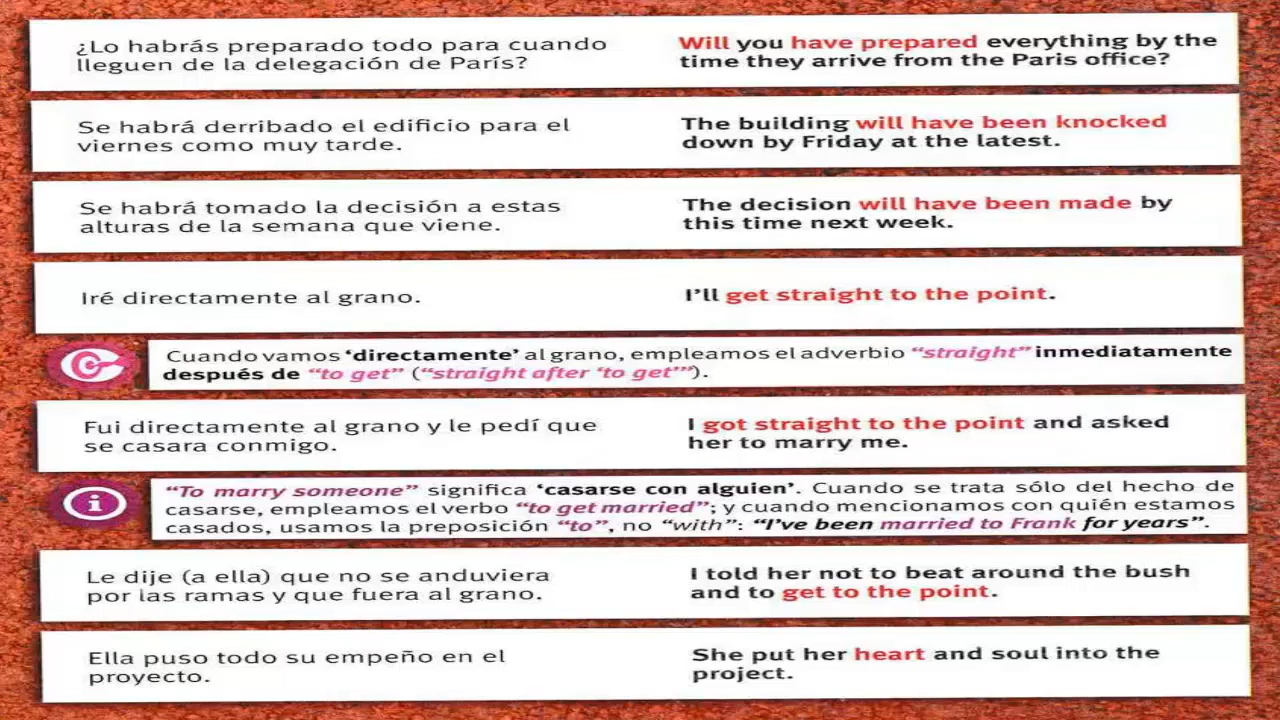 ¿Lo habrás preparado todo para cuando
lleguen de la delegación de París?
Will you have prepared everything by the
time they arrive from the Paris office?
Se habrá derribado el edificio para el
viernes como muy tarde.
The building will have been knocked
down by Friday at the latest.
Se habrá tomado la decisión a estas
alturas de la semana que viene.
The decision will have been made by
this time next week.
Iré directamente al grano.
I'll get straight to the point.
Cuando vamos ‘directamente’ al grano, empleamos el adverbio “straight” inmediatamente
después de “to get” (“straight after ‘to get’”).
Fui directamente al grano y le pedí que
se casara conmigo.
I got straight to the point and asked
her to marry me.
i
“To marry someone” significa ‘casarse con alguien’. Cuando se trata sólo del hecho de
casarse, empleamos el verbo “to get married”; y cuando mencionamos con quién estamos
casados, usamos la preposición “to”, no “with”: “I've been married to Frank for years”.
Le dije (a ella) que no se anduviera
por las ramas y que fuera al grano.
I told her not to beat around the bush
and to get to the point.
Ella puso todo su empeño en el
proyecto.
She put her heart and soul into the
project.